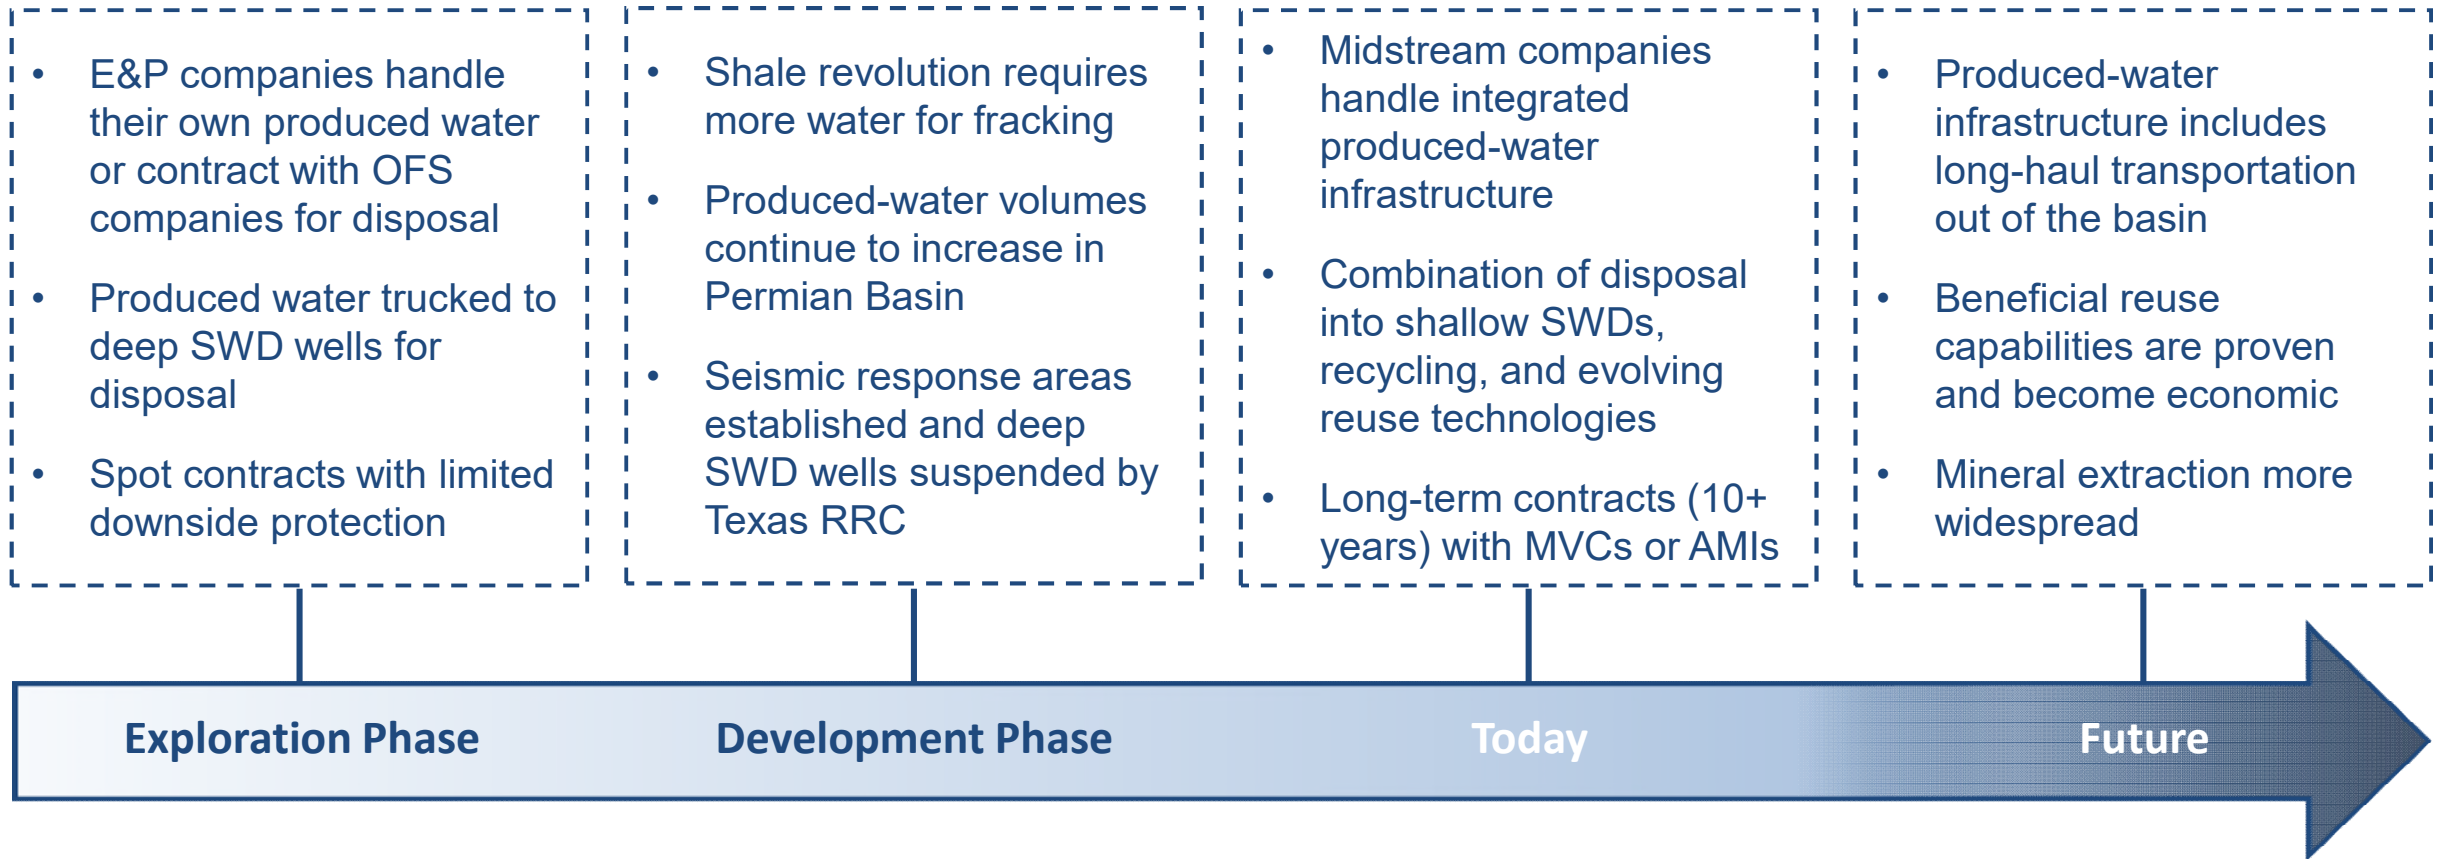 • E&P companies handle
their own produced water
or contract with OFS
companies for disposal
• Produced water trucked to
deep SWD wells for
disposal
• Spot contracts with limited
downside protection
• Shale revolution requires
more water for fracking
• Produced-water volumes
continue to increase in
Permian Basin
• Seismic response areas
established and deep
SWD wells suspended by
Texas RRC
• Midstream companies
handle integrated
produced-water
infrastructure
• Combination of disposal
into shallow SWDs,
recycling, and evolving
reuse technologies
• Long-term contracts (10+
years) with MVCs or AMIs
• Produced-water
infrastructure includes
long-haul transportation
out of the basin
• Beneficial reuse
capabilities are proven
and become economic
• Mineral extraction more
widespread
Exploration Phase
Development Phase
Today
Future